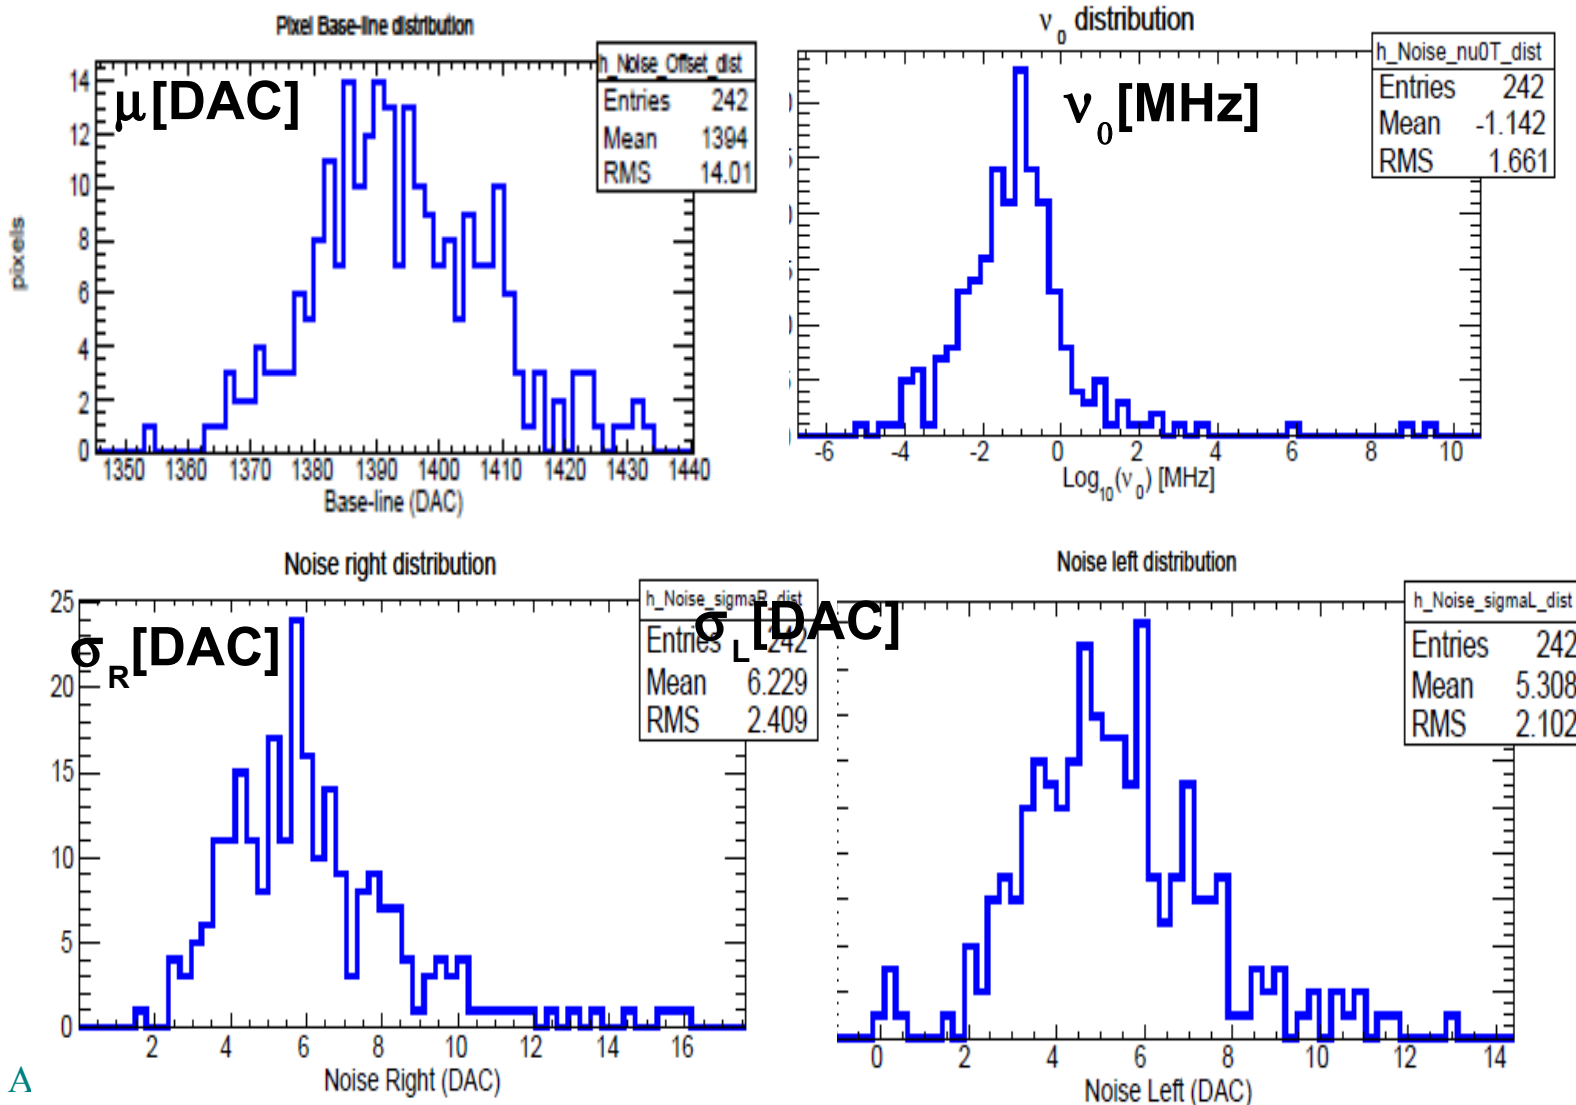 Pixel Base-line distribution
h_Noise_Offset_dist
Entries 242
Mean 1394
RMS 14.01
μ[DAC]
14
12
10
8
6
4
2
0
pixels
1350 1360 1370 1380 1390 1400 1410 1420 1430 1440
Base-line (DAC)
ν0 distribution
h_Noise_nu0T_dist
Entries 242
Mean -1.142
RMS 1.661
ν0[MHz]
-6 -4 -2 0 2 4 6 8 10
Log10(ν0) [MHz]
Noise right distribution
h_Noise_sigmaR_dist
Entries 242
Mean 6.229
RMS 2.409
σR[DAC]
25
20
15
10
5
0
2 4 6 8 10 12 14 16
Noise Right (DAC)
Noise left distribution
h_Noise_sigmaL_dist
Entries 242
Mean 5.308
RMS 2.102
σL[DAC]
0 2 4 6 8 10 12 14
Noise Left (DAC)
A